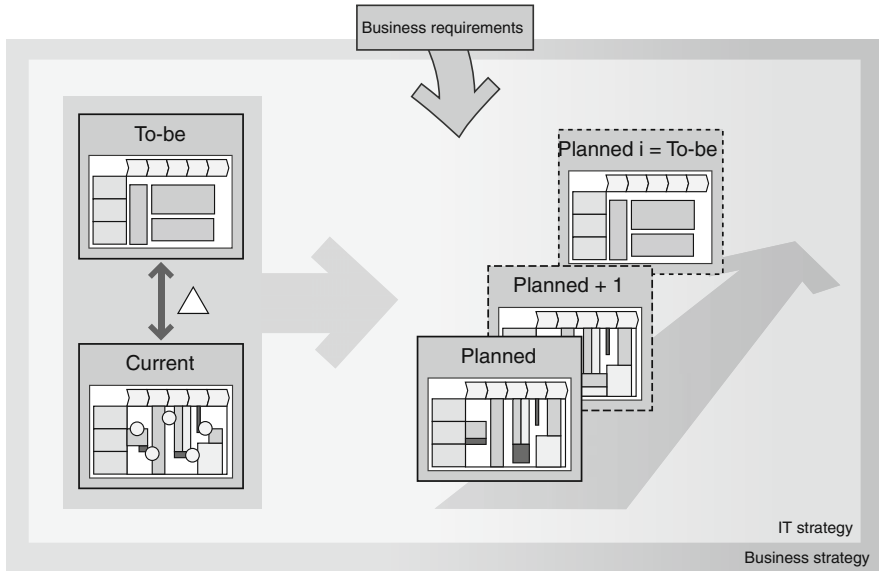 Business requirements
To-be
Planned i = To-be
Planned + 1
Current
Planned
IT strategy
Business strategy